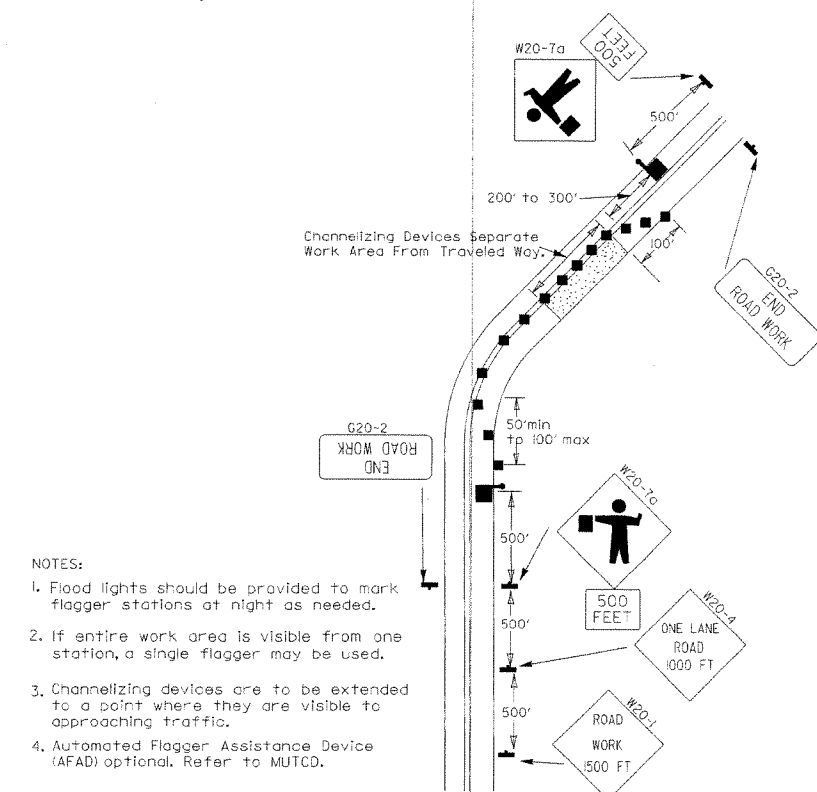 W20-7a
500
FEET
500'
200' to 300'
Channelizing Devices Separate
Work Area From Traveled Way.
100'
G20-2
END
ROAD WORK
G20-2
END
ROAD WORK
50'min
to 100' max
W20-7a
500'
500
FEET
500'
W20-4
ONE LANE
ROAD
1000 FT
500'
W20-1
ROAD
WORK
1500 FT
NOTES:
1. Flood lights should be provided to mark
flagger stations at night as needed.
2. If entire work area is visible from one
station, a single flagger may be used.
3. Channelizing devices are to be extended
to a point where they are visible to
approaching traffic.
4. Automated Flagger Assistance Device
(AFAD) optional. Refer to MUTCD.